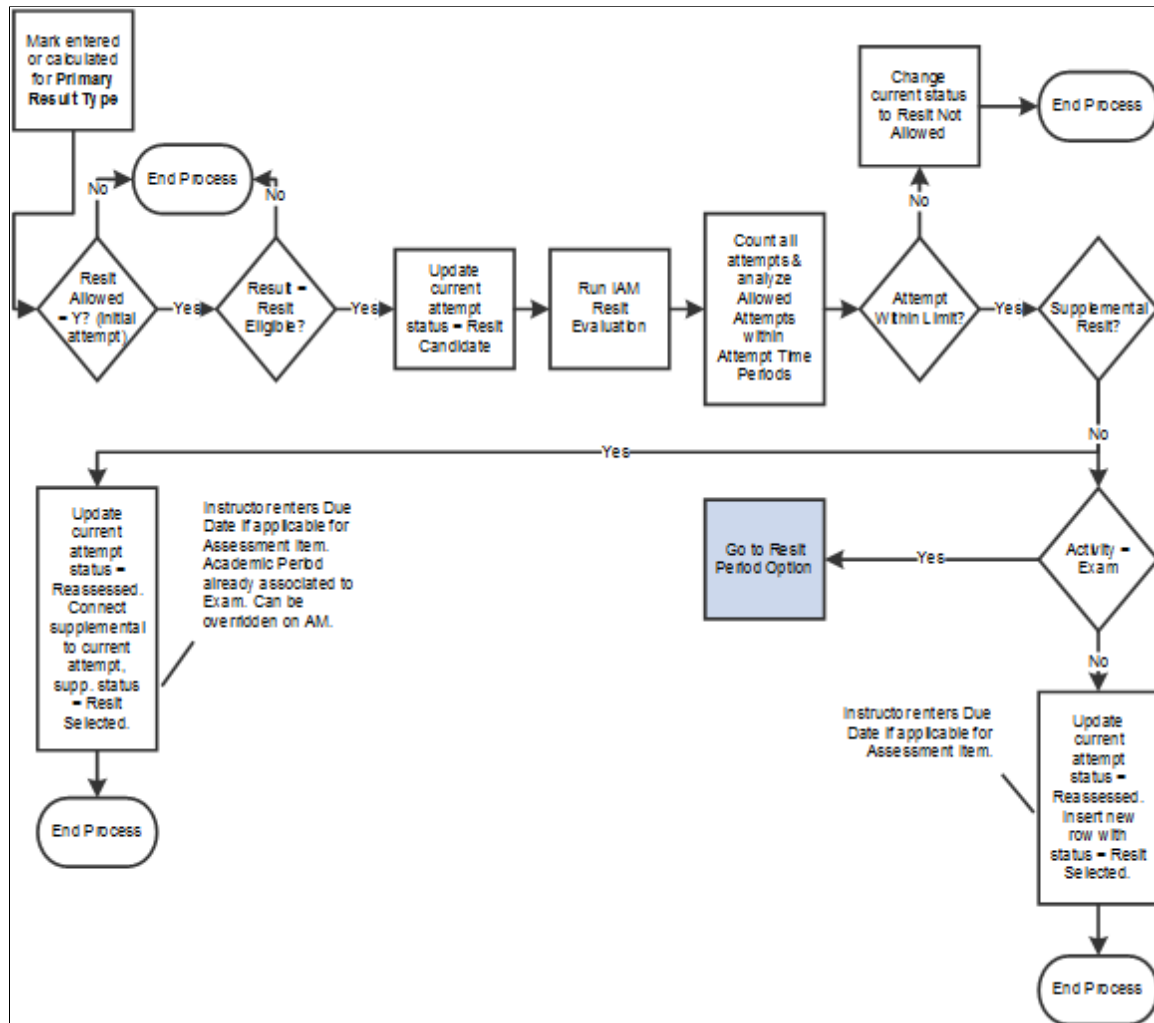 Mark entered
or calculated
for Primary
Result Type
Change
current status
to Resit Not
Allowed
End Process
End Process
No
No
No
Resit
Allowed
= Y? (Initial
attempt)
Yes
Result =
Resit
Eligible?
Yes
Update
current
attempt
status = Resit
Candidate
Run IAM
Resit
Evaluation
Count all
attempts &
analyze
Allowed
Attempts
within
Attempt Time
Periods
Attempt
Within Limit?
Yes
Supplemental
Resit?
No
Yes
Update
current
attempt
status =
Reassessed.
Connect
supplemental
to current
attempt,
supp. status
= Resit
Selected.
Instructor enters Due
Date if applicable for
Assessment Item.
Academic Period
already associated to
Exam. Can be
overridden on AM.
Go to Resit
Period Option
Yes
Activity =
Exam
No
Instructor enters Due
Date if applicable for
Assessment Item.
Update
current
attempt
status =
Reassessed.
Insert new
row with
status = Resit
Selected.
End Process
End Process